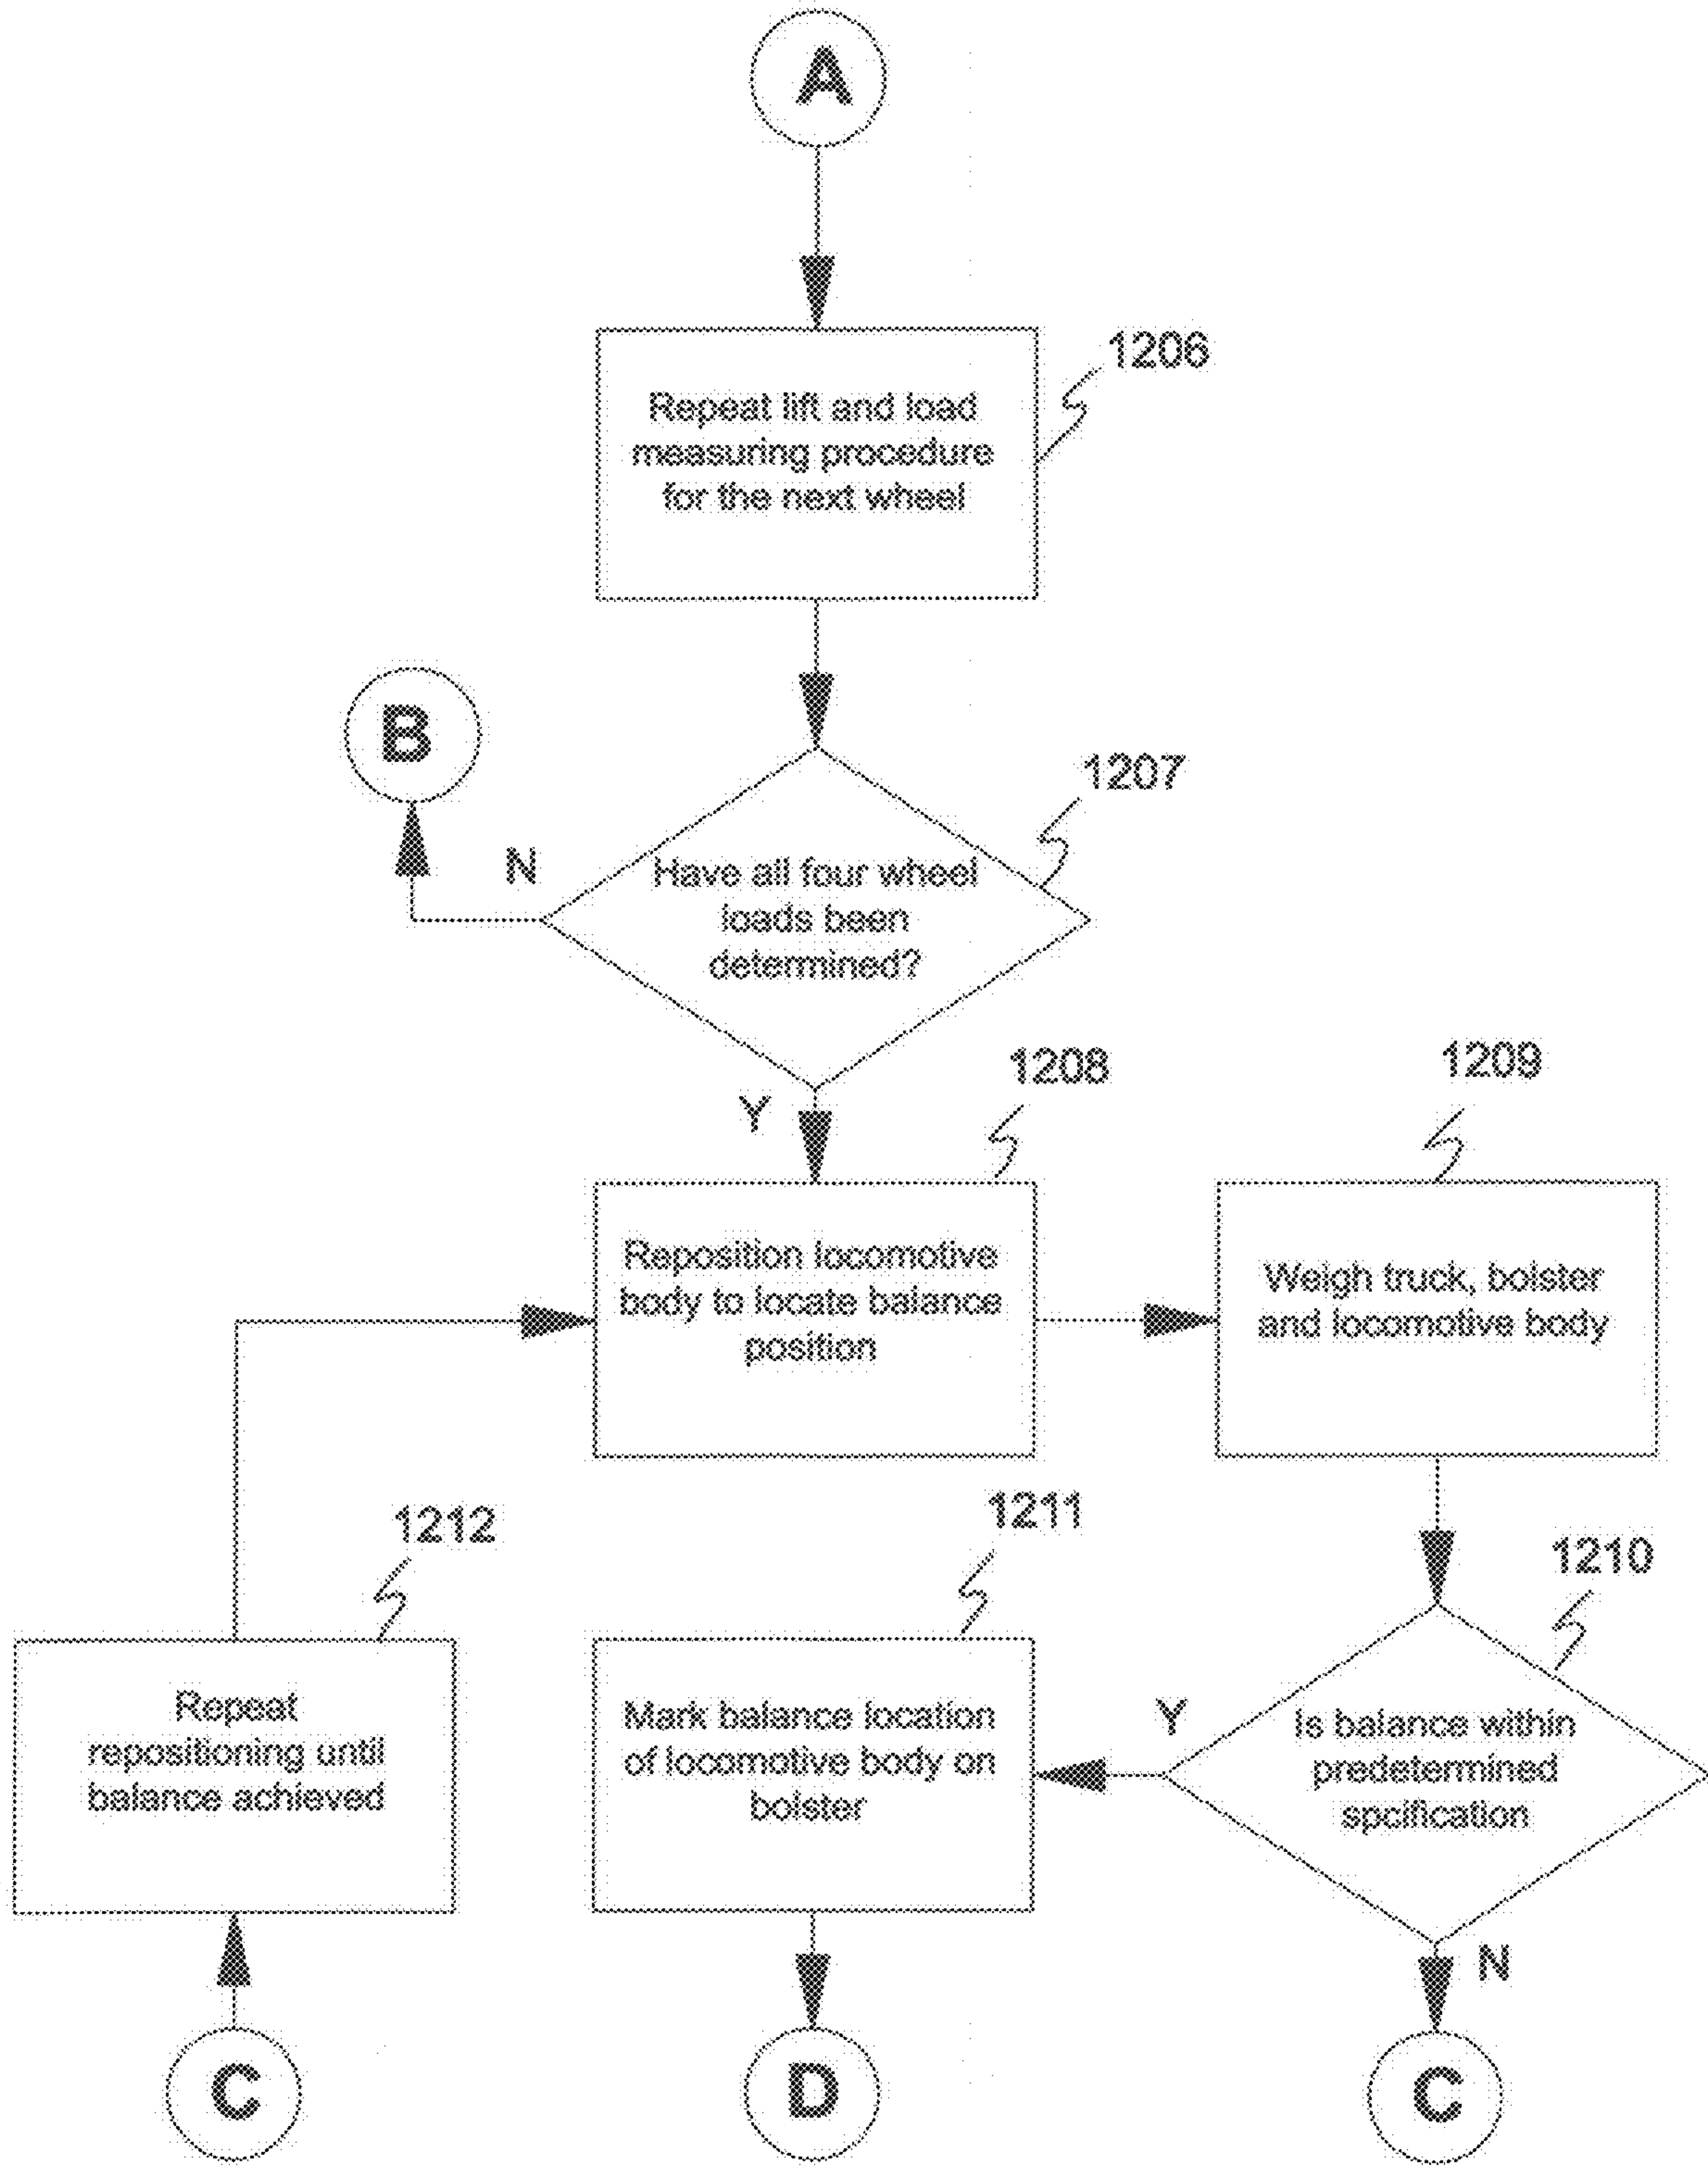 A
1206
Repeat lift and load
measuring procedure
for the next wheel
B
1207
N
Have all four wheel
loads been
determined?
Y
1208
1209
Reposition locomotive
body to locate balance
position
Weigh truck, bolster
and locomotive body
1212
1211
1210
Repeat
repositioning until
balance achieved
Mark balance location
of locomotive body on
bolster
Y
Is balance within
predetermined
spcification
N
C
D
C